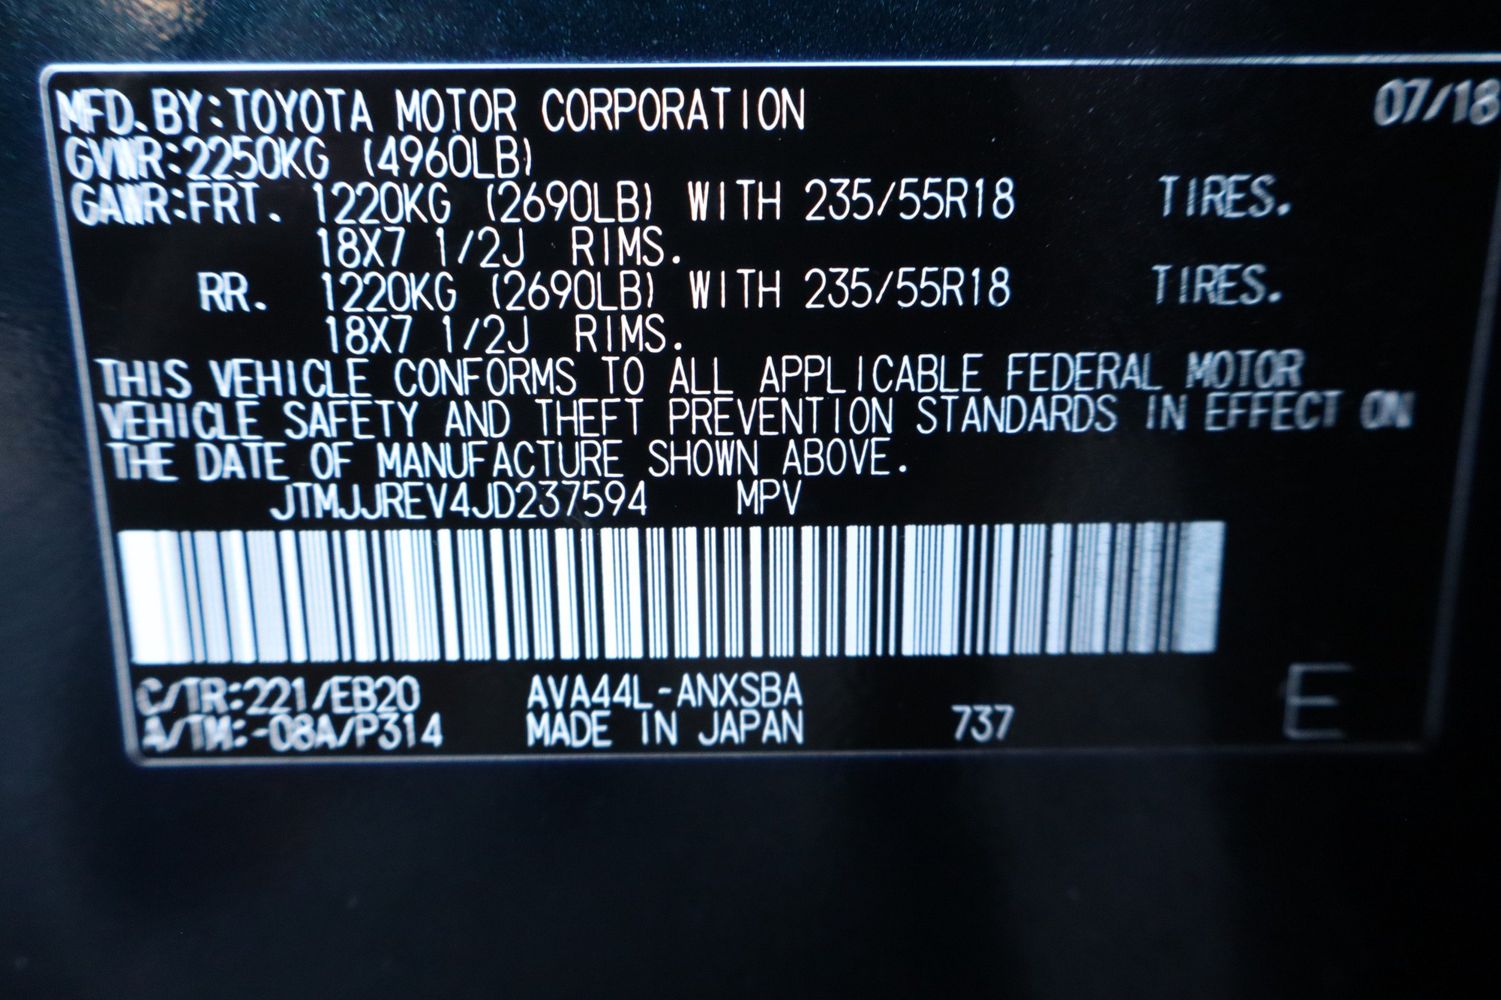 MFD. BY: TOYOTA MOTOR CORPORATION 07/18
GVWR: 2250KG (4960LB)
GAWR: FRT. 1220KG (2690LB) WITH 235/55R18 TIRES.
18X7 1/2J RIMS.
RR. 1220KG (2690LB) WITH 235/55R18 TIRES.
18X7 1/2J RIMS.
THIS VEHICLE CONFORMS TO ALL APPLICABLE FEDERAL MOTOR
VEHICLE SAFETY AND THEFT PREVENTION STANDARDS IN EFFECT ON
THE DATE OF MANUFACTURE SHOWN ABOVE.
JTMJJREV4JD237594 MPV
C/TR: 221/EB20 AVA44L-ANXSBA
A/TM: -08A/P314 MADE IN JAPAN 737 E